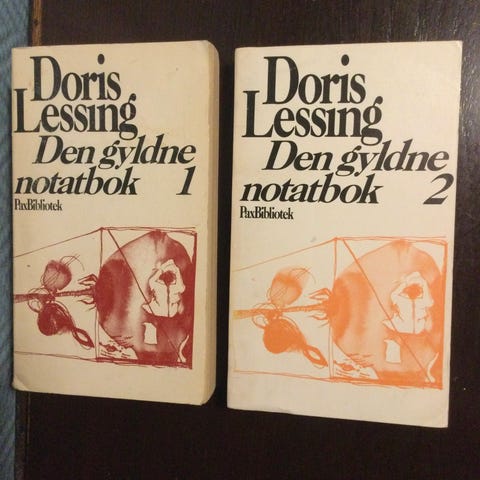 Doris
Lessing
Den gyldne
notatbok 1
PaxBibliotek
Doris
Lessing
Den gyldne
notatbok 2
PaxBibliotek